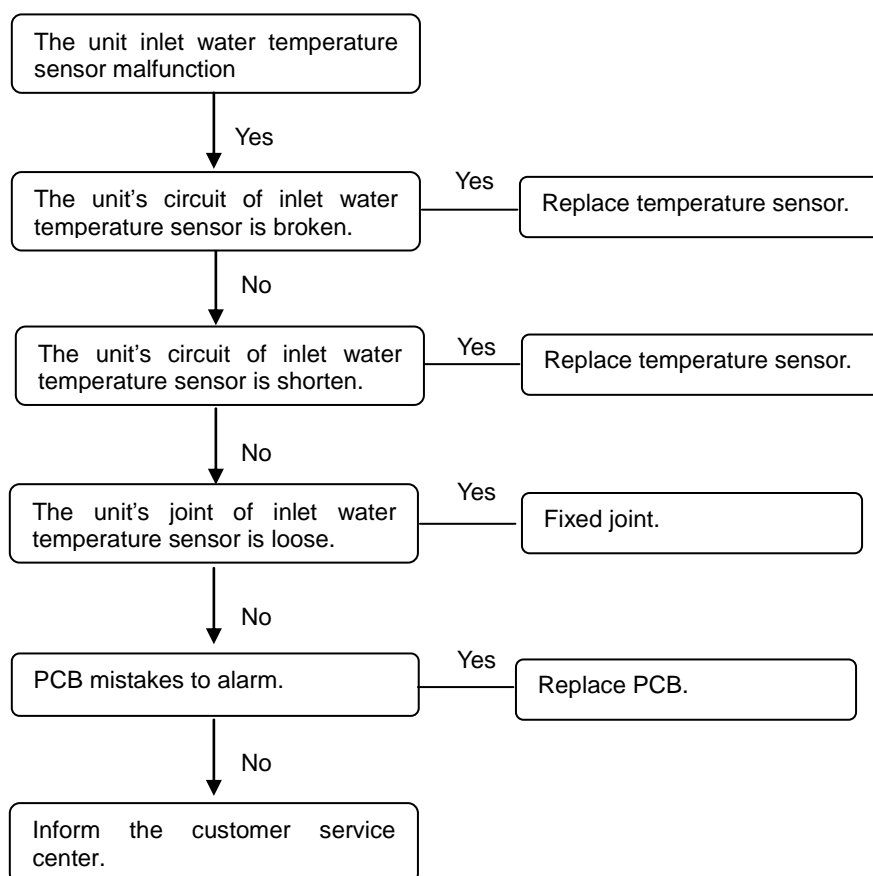 The unit inlet water temperature
sensor malfunction
Yes
The unit's circuit of inlet water
temperature sensor is broken.
Yes
Replace temperature sensor.
No
The unit's circuit of inlet water
temperature sensor is shorten.
Yes
Replace temperature sensor.
No
The unit's joint of inlet water
temperature sensor is loose.
Yes
Fixed joint.
No
PCB mistakes to alarm.
Yes
Replace PCB.
No
Inform the customer service
center.